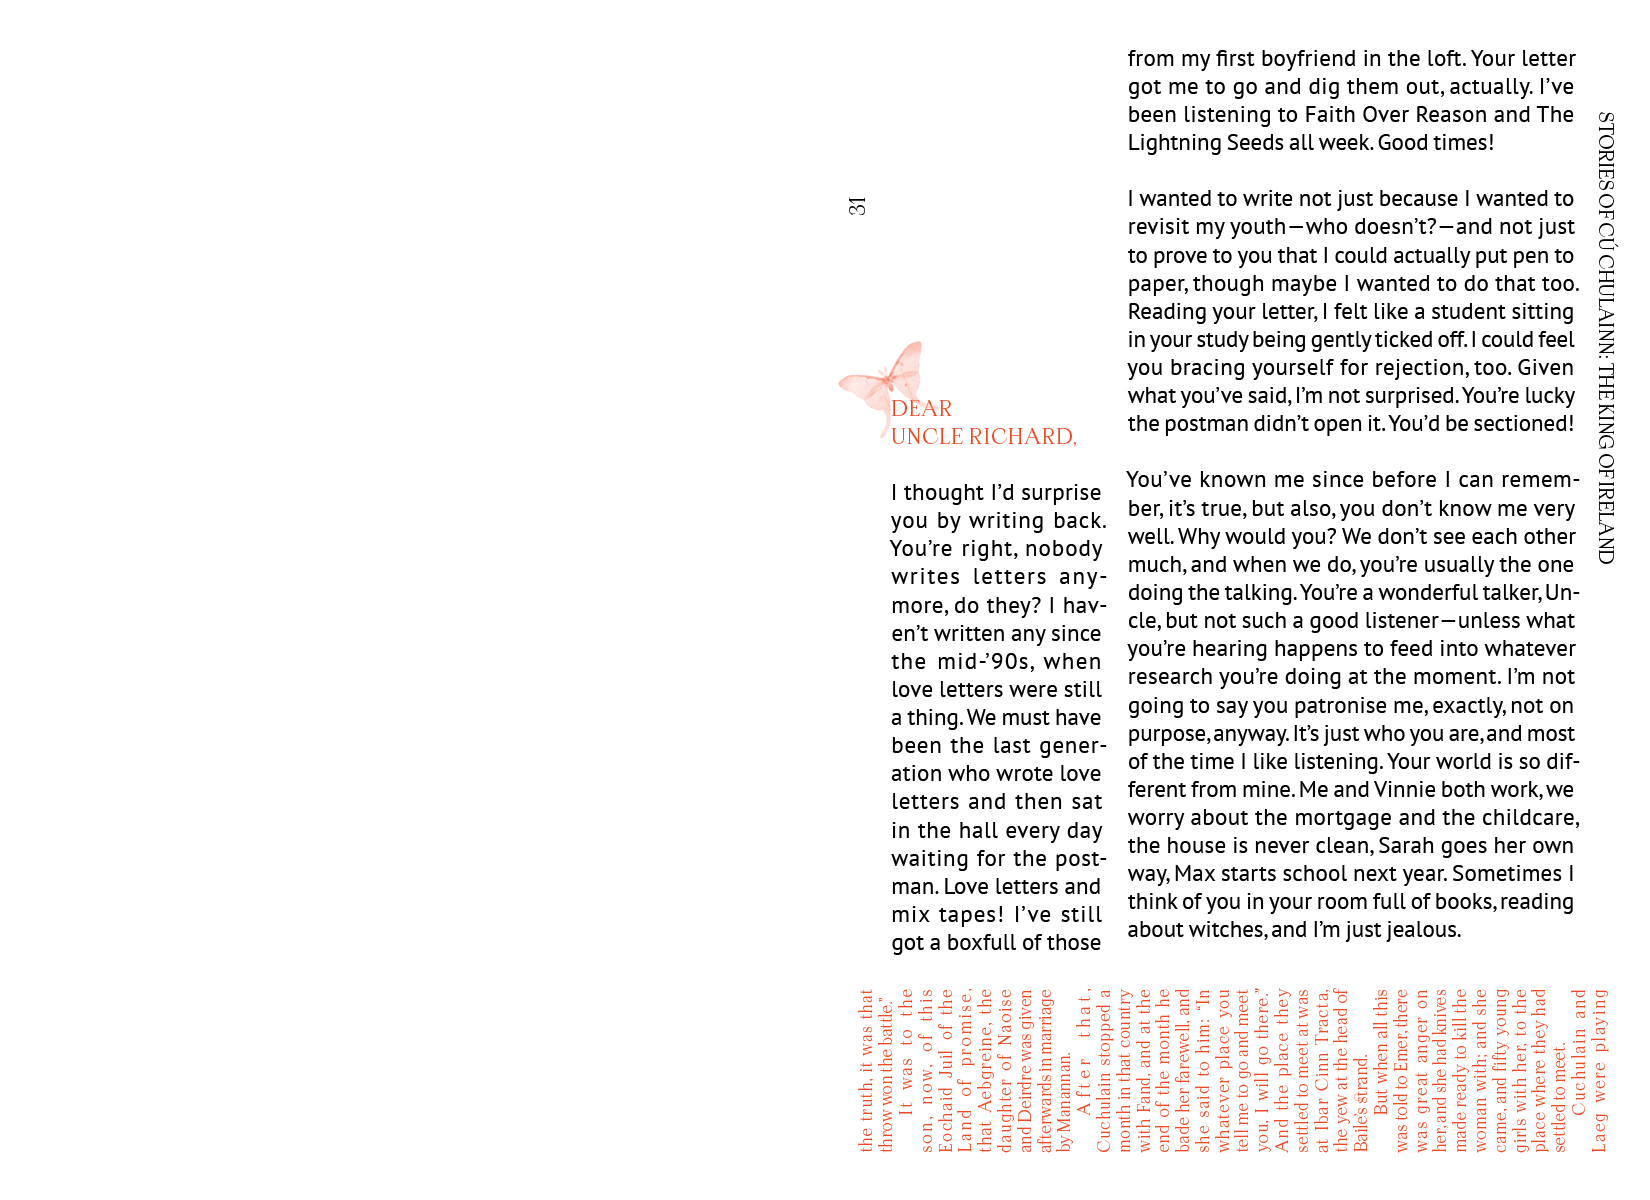 31
DEAR
UNCLE RICHARD,
I thought I’d surprise
you by writing back.
You’re right, nobody
writes letters any-
more, do they? I hav-
en’t written any since
the mid-’90s, when
love letters were still
a thing. We must have
been the last gener-
ation who wrote love
letters and then sat
in the hall every day
waiting for the post-
man. Love letters and
mix tapes! I’ve still
got a boxfull of those
from my first boyfriend in the loft. Your letter
got me to go and dig them out, actually. I’ve
been listening to Faith Over Reason and The
Lightning Seeds all week. Good times!
I wanted to write not just because I wanted to
revisit my youth—who doesn’t?—and not just
to prove to you that I could actually put pen to
paper, though maybe I wanted to do that too.
Reading your letter, I felt like a student sitting
in your study being gently ticked off. I could feel
you bracing yourself for rejection, too. Given
what you’ve said, I’m not surprised. You’re lucky
the postman didn’t open it. You’d be sectioned!
You’ve known me since before I can remem-
ber, it’s true, but also, you don’t know me very
well. Why would you? We don’t see each other
much, and when we do, you’re usually the one
doing the talking. You’re a wonderful talker, Un-
cle, but not such a good listener—unless what
you’re hearing happens to feed into whatever
research you’re doing at the moment. I’m not
going to say you patronise me, exactly, not on
purpose, anyway. It’s just who you are, and most
of the time I like listening. Your world is so dif-
ferent from mine. Me and Vinnie both work, we
worry about the mortgage and the childcare,
the house is never clean, Sarah goes her own
way, Max starts school next year. Sometimes I
think of you in your room full of books, reading
about witches, and I’m just jealous.
STORIES OF CÚ CHULAINN: THE KING OF IRELAND
the truth, it was that
throw won the battle.”
It was to the
son, now, of this
Eochaid Juil of the
Land of promise,
that Aebgreine, the
daughter of Naoise
and Deirdre was given
afterwards in marriage
by Manannan.
After that,
Cuchulain stopped a
month in that country
with Fand, and at the
end of the month he
bade her farewell, and
she said to him: “In
whatever place you
tell me to go and meet
you, I will go there.”
And the place they
settled to meet at was
at Ibar Cinn Tracta,
the yew at the head of
Baile’s strand.
But when all this
was told to Emer, there
was great anger on
her, and she had knives
made ready to kill the
woman with; and she
came, and fifty young
girls with her, to the
place where they had
settled to meet.
Cuchulain and
Laeg were playing